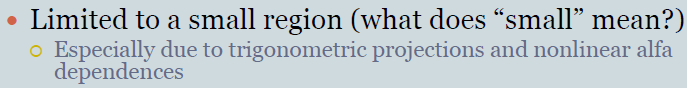 Limited to a small region (what does “small” mean?)
Especially due to trigonometric projections and nonlinear alfa
dependences